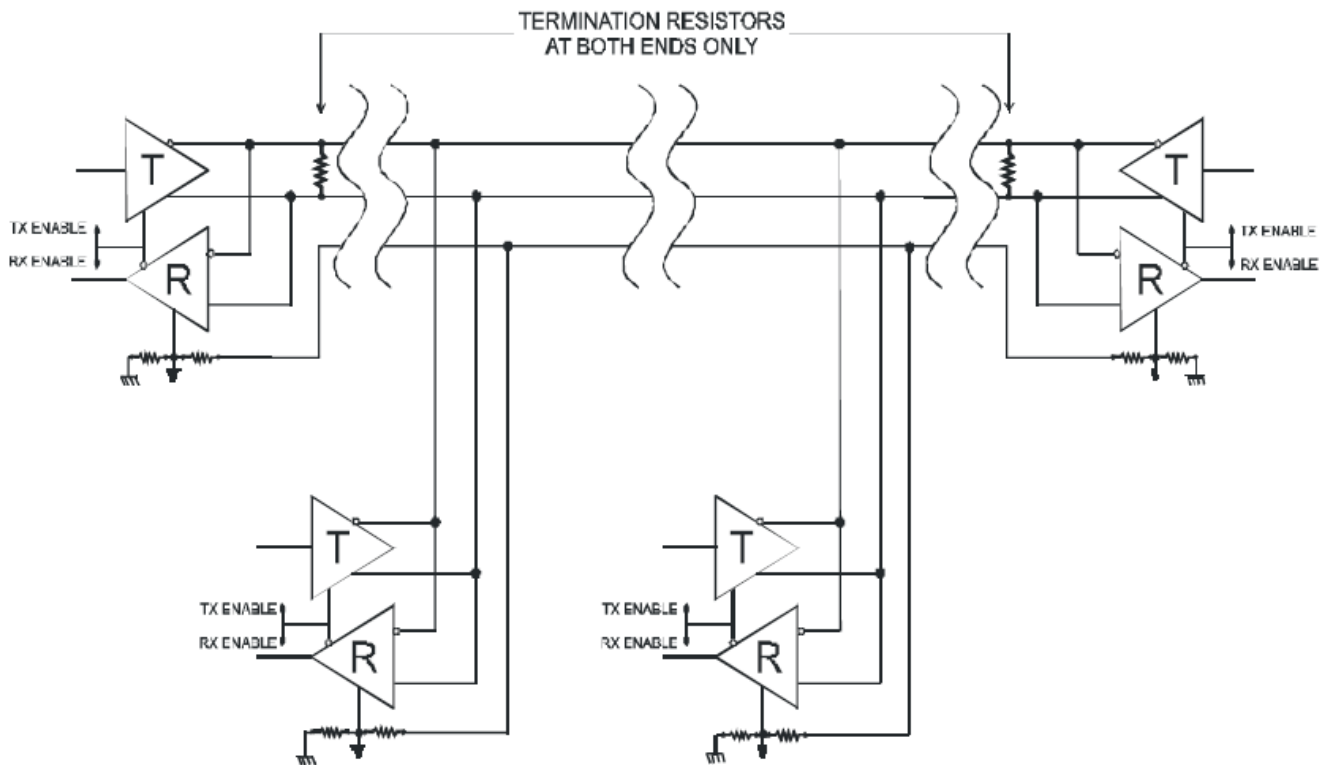 TERMINATION RESISTORS
AT BOTH ENDS ONLY
T
T
TX ENABLE
RX ENABLE
R
R
TX ENABLE
RX ENABLE
T
T
TX ENABLE
RX ENABLE
R
TX ENABLE
RX ENABLE
R